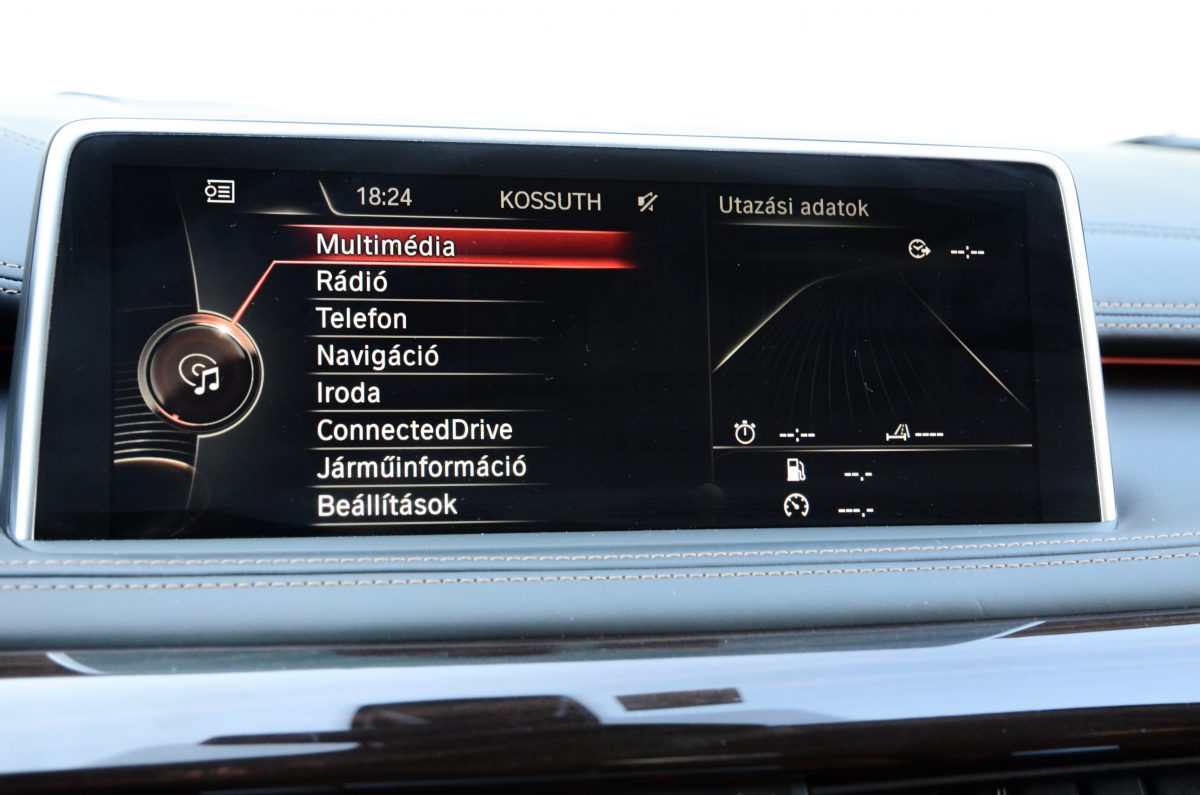 18:24 KOSSUTH
Multimédia
Rádió
Telefon
Navigáció
Iroda
ConnectedDrive
Járműinformáció
Beállítások
Utazási adatok
--:--
--:-- ----
--.-
---.-